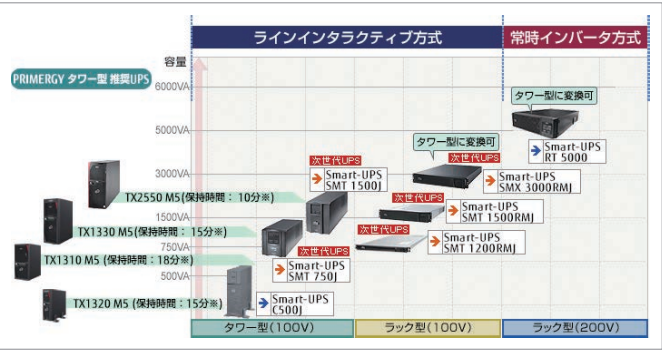 ラインインタラクティブ方式
常時インバータ方式
容量
PRIMERGY タワー型 推奨UPS
6000VA
タワー型に変換可
5000VA
Smart-UPS
RT 5000
タワー型に変換可
次世代UPS
次世代UPS
3000VA
Smart-UPS
SMT 1500J
Smart-UPS
SMX 3000RMJ
TX2550 M5(保持時間： 10分※)
次世代UPS
Smart-UPS
SMT 1500RMJ
1500VA
TX1330 M5(保持時間： 15分※)
次世代UPS
Smart-UPS
SMT 1200RMJ
750VA
次世代UPS
TX1310 M5 (保持時間：18分※)
Smart-UPS
SMT 750J
500VA
TX1320 M5 (保持時間：15分※)
Smart-UPS
C500J
タワー型(100V)
ラック型(100V)
ラック型(200V)